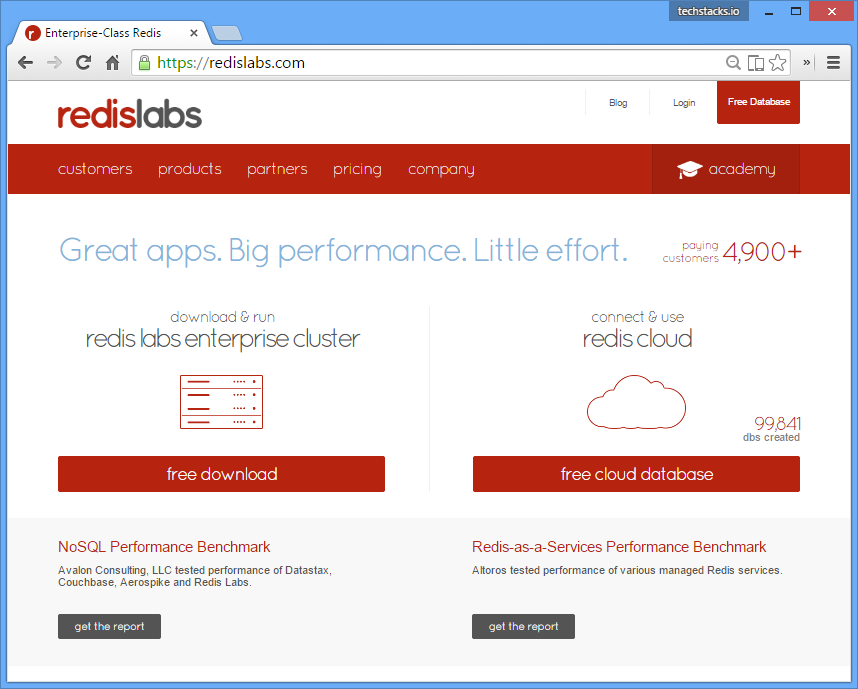 techstacks.io
Enterprise-Class Redis
https://redislabs.com
redislabs
Blog
Login
Free Database
customers
products
partners
pricing
company
academy
Great apps. Big performance. Little effort.
paying
customers
4,900+
download & run
redis labs enterprise cluster
free download
connect & use
redis cloud
99,841
dbs created
free cloud database
NoSQL Performance Benchmark
Avalon Consulting, LLC tested performance of Datastax,
Couchbase, Aerospike and Redis Labs.
get the report
Redis-as-a-Services Performance Benchmark
Altoros tested performance of various managed Redis services.
get the report